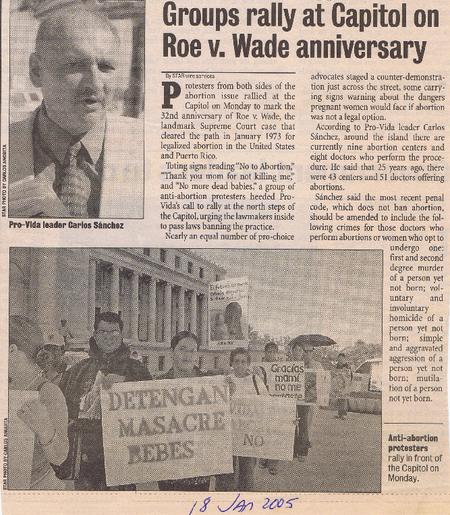 Groups rally at Capitol on
Roe v. Wade anniversary
By STAR wire services
Protesters from both sides of the
abortion issue rallied at the
Capitol on Monday to mark the
32nd anniversary of Roe v. Wade, the
landmark Supreme Court case that
cleared the path in January 1973 for
legalized abortion in the United States
and Puerto Rico.
Toting signs reading "No to Abortion,"
"Thank you mom for not killing me,"
and "No more dead babies," a group of
anti-abortion protesters heeded Pro-
Vida's call to rally at the north steps of
the Capitol, urging the lawmakers inside
to pass laws banning the practice.
Nearly an equal number of pro-choice
advocates staged a counter-demonstra-
tion just across the street, some carry-
ing signs warning about the dangers
pregnant women would face if abortion
was not a legal option.
According to Pro-Vida leader Carlos
Sánchez, around the island there are
currently nine abortion centers and
eight doctors who perform the proce-
dure. He said that 25 years ago, there
were 43 centers and 51 doctors offering
abortions.
Sánchez said the most recent penal
code, which does not ban abortion,
should be amended to include the fol-
lowing crimes for those doctors who
perform abortions or women who opt to
undergo one:
first and second
degree murder
of a person yet
not born; vol-
untary and
involuntary
homicide of a
person yet not
born; simple
and aggravated
aggression of a
person yet not
born; mutila-
tion of a person
not yet born.
STAR PHOTO BY CARLOS
Pro-Vida leader Carlos Sánchez
Gracias
mamá
no me
DETENGAN
MASACRE
BEBES
NO
STAR PHOTO BY CARLOS
Anti-abortion
protesters
rally in front of
the Capitol on
Monday.
18 JAN 2005